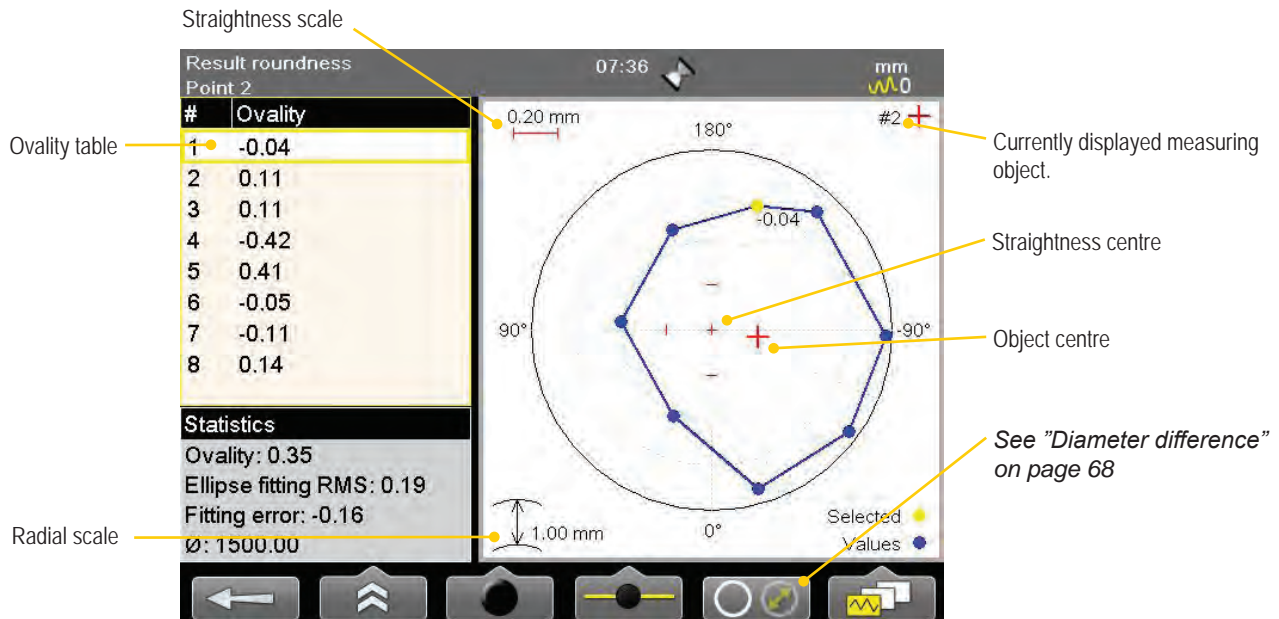 Straightness scale
Result roundness
Point 2
07:36
mm
0
# Ovality
1 -0.04
2 0.11
3 0.11
4 -0.42
5 0.41
6 -0.05
7 -0.11
8 0.14
Ovality table
Statistics
Ovality: 0.35
Ellipse fitting RMS: 0.19
Fitting error: -0.16
Ø: 1500.00
Radial scale
0.20 mm
180°
#2
-0.04
90°
-90°
0°
1.00 mm
Selected
Values
Currently displayed measuring
object.
Straightness centre
Object centre
See ”Diameter difference”
on page 68